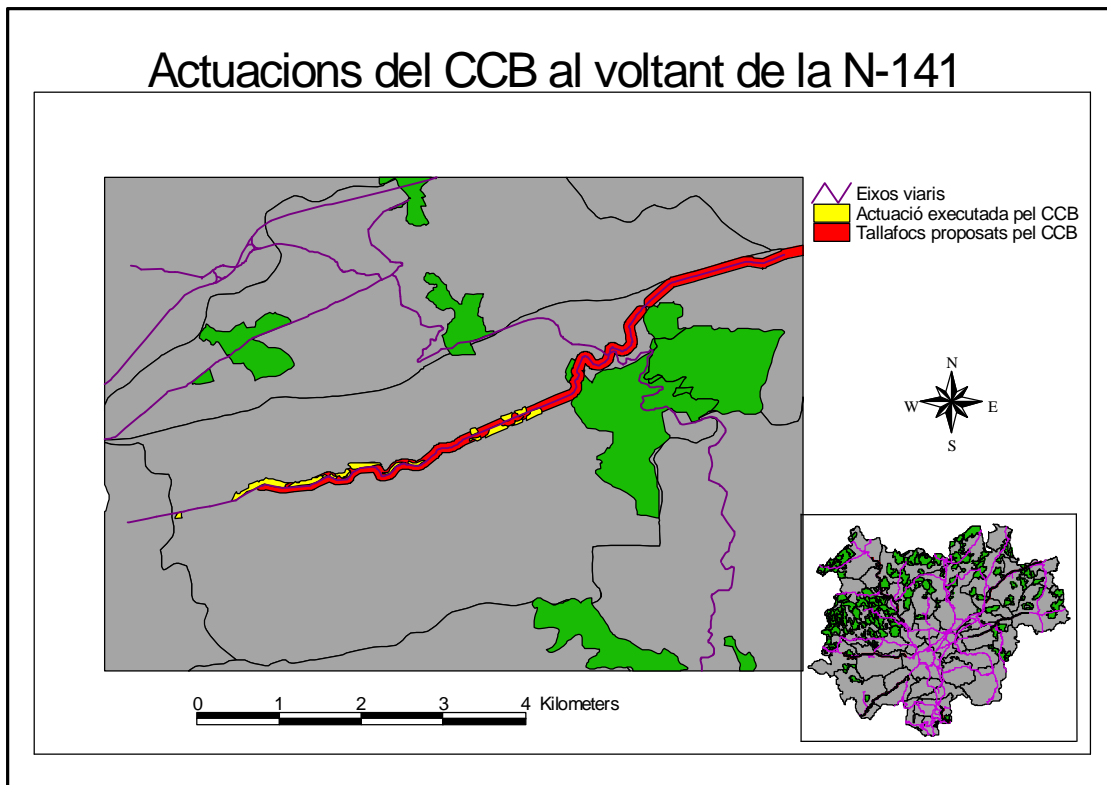 Actuacions del CCB al voltant de la N-141
Eixos viaris
Actuació executada pel CCB
Tallafocs proposats pel CCB
N
W E
S
0 1 2 3 4 Kilometers